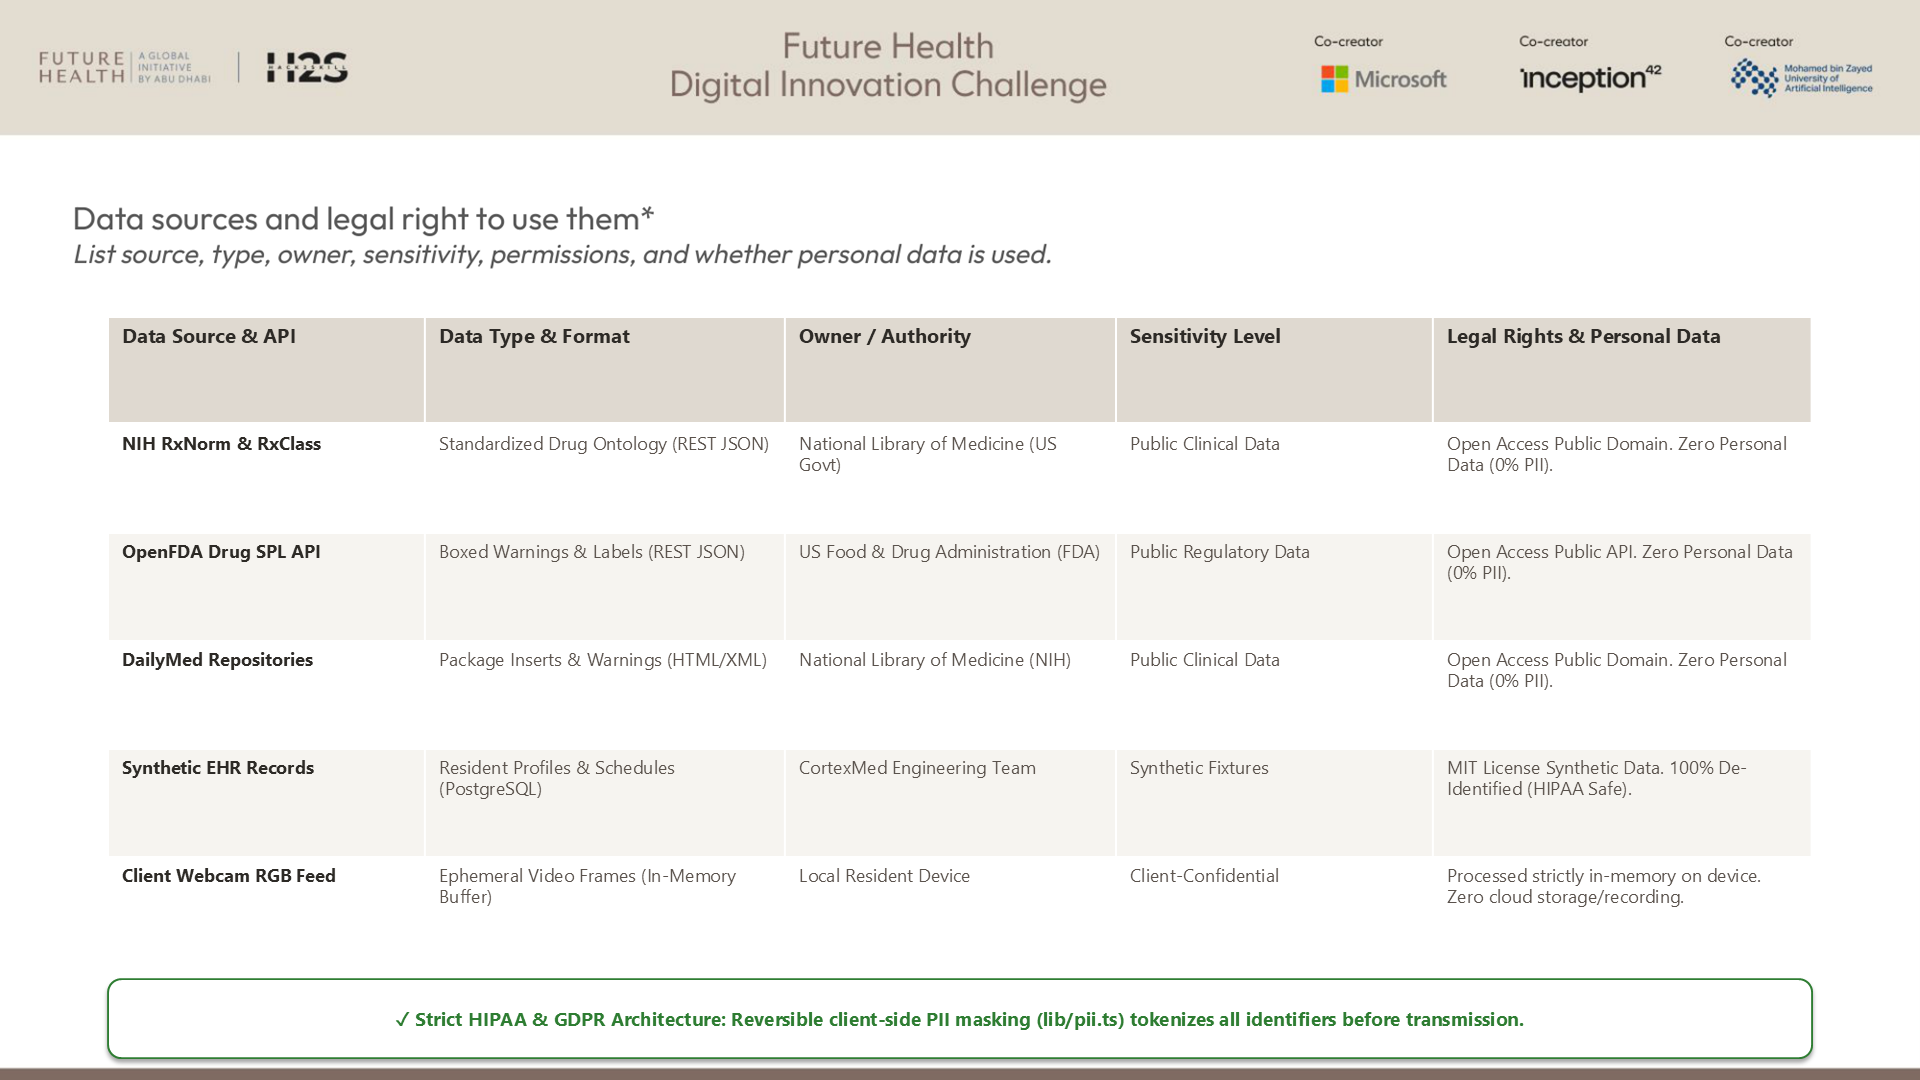 FUTURE HEALTH
A GLOBAL INITIATIVE BY ABU DHABI
H2S
HACK2SKILL
Future Health
Digital Innovation Challenge
Co-creator
Microsoft
Co-creator
inception42
Co-creator
Mohamed bin Zayed
University of
Artificial Intelligence
Data sources and legal right to use them*
List source, type, owner, sensitivity, permissions, and whether personal data is used.
Data Source & API
Data Type & Format
Owner / Authority
Sensitivity Level
Legal Rights & Personal Data
NIH RxNorm & RxClass
Standardized Drug Ontology (REST JSON)
National Library of Medicine (US
Govt)
Public Clinical Data
Open Access Public Domain. Zero Personal
Data (0% PII).
OpenFDA Drug SPL API
Boxed Warnings & Labels (REST JSON)
US Food & Drug Administration (FDA)
Public Regulatory Data
Open Access Public API. Zero Personal Data
(0% PII).
DailyMed Repositories
Package Inserts & Warnings (HTML/XML)
National Library of Medicine (NIH)
Public Clinical Data
Open Access Public Domain. Zero Personal
Data (0% PII).
Synthetic EHR Records
Resident Profiles & Schedules
(PostgreSQL)
CortexMed Engineering Team
Synthetic Fixtures
MIT License Synthetic Data. 100% De-
Identified (HIPAA Safe).
Client Webcam RGB Feed
Ephemeral Video Frames (In-Memory
Buffer)
Local Resident Device
Client-Confidential
Processed strictly in-memory on device.
Zero cloud storage/recording.
✓ Strict HIPAA & GDPR Architecture: Reversible client-side PII masking (lib/pii.ts) tokenizes all identifiers before transmission.